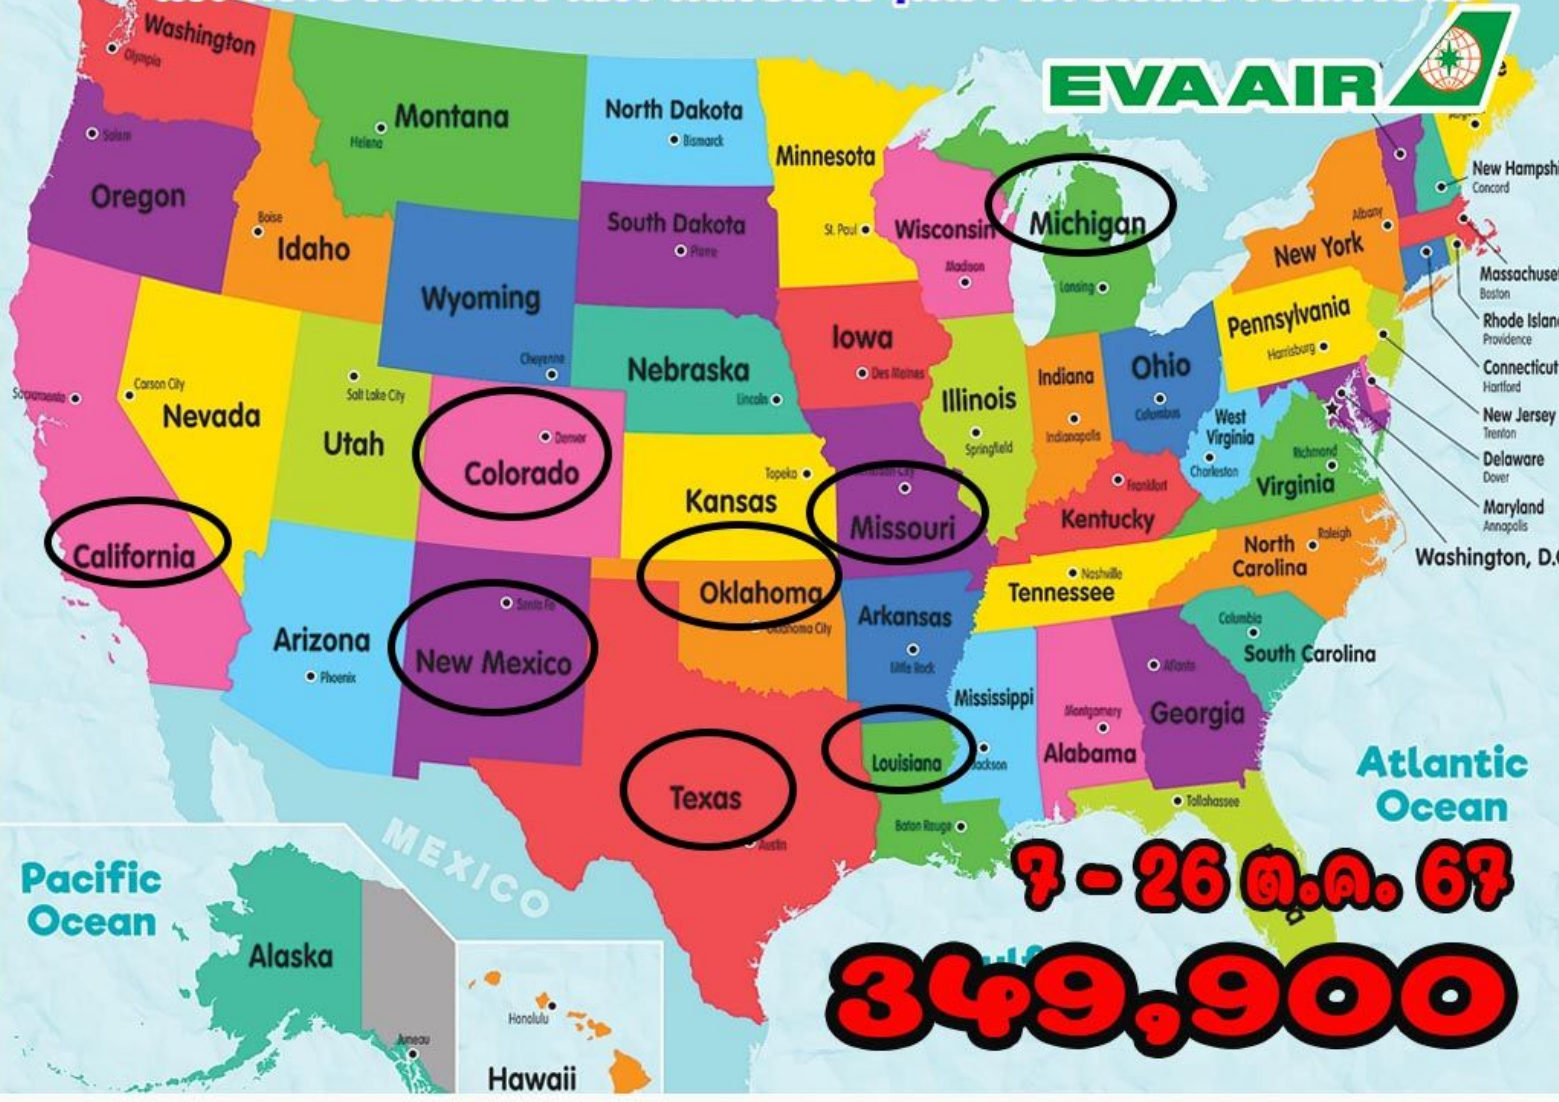 EVA AIR
Washington
Olympia
Montana
Helena
North Dakota
Bismarck
Minnesota
St. Paul
Salem
Oregon
Boise
Idaho
South Dakota
Pierre
Wisconsin
Madison
Michigan
Lansing
Albany
New York
New Hampshi
Concord
Massachuset
Boston
Rhode Islan
Providence
Connecticut
Hartford
New Jersey
Trenton
Delaware
Dover
Maryland
Annapolis
Washington, D.C
Wyoming
Cheyenne
Nebraska
Lincoln
Iowa
Des Moines
Illinois
Springfield
Indiana
Indianapolis
Ohio
Columbus
Pennsylvania
Harrisburg
West
Virginia
Charleston
Richmond
Virginia
Sacramento
Carson City
Nevada
Salt Lake City
Utah
Denver
Colorado
Topeka
Kansas
Missouri
Frankfort
Kentucky
California
Oklahoma
Oklahoma City
Nashville
Tennessee
Raleigh
North
Carolina
Arizona
Phoenix
Santa Fe
New Mexico
Arkansas
Little Rock
Mississippi
Jackson
Montgomery
Alabama
Atlanta
Georgia
Columbia
South Carolina
Texas
Austin
Louisiana
Baton Rouge
Tallahassee
Atlantic
Ocean
MEXICO
Pacific
Ocean
Alaska
Juneau
Honolulu
Hawaii
7 - 26 ต.ค. 67
349,900